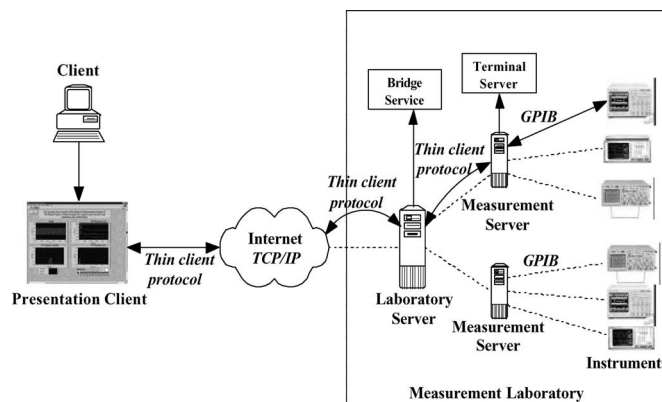 Client
Presentation Client
Thin client
protocol
Internet
TCP/IP
Thin client
protocol
Bridge
Service
Laboratory
Server
Thin client
protocol
Terminal
Server
Measurement
Server
GPIB
GPIB
Measurement
Server
Instruments
Measurement Laboratory